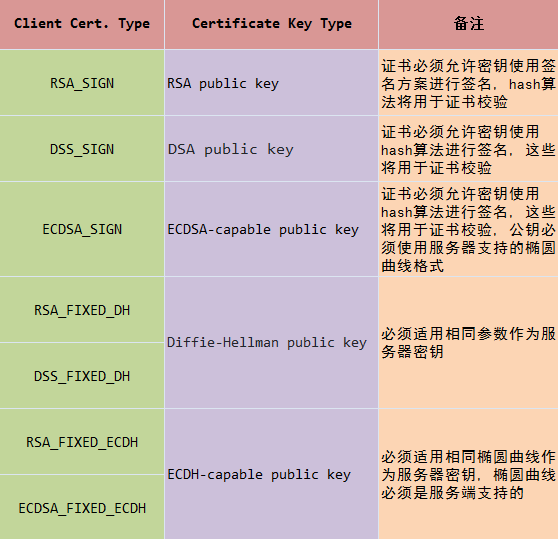 Client Cert. Type
Certificate Key Type
备注
RSA_SIGN
RSA public key
证书必须允许密钥使用签
名方案进行签名，hash算
法将用于证书校验
DSS_SIGN
DSA public key
证书必须允许密钥使用
hash算法进行签名，这些
将用于证书校验
ECDSA_SIGN
ECDSA-capable public key
证书必须允许密钥使用
hash算法进行签名，这些
将用于证书校验，公钥必
须使用服务器支持的椭圆
曲线格式
RSA_FIXED_DH
DSS_FIXED_DH
Diffie-Hellman public key
必须适用相同参数作为服
务器密钥
RSA_FIXED_ECDH
ECDSA_FIXED_ECDH
ECDH-capable public key
必须适用相同椭圆曲线作
为服务器密钥，椭圆曲线
必须是服务端支持的